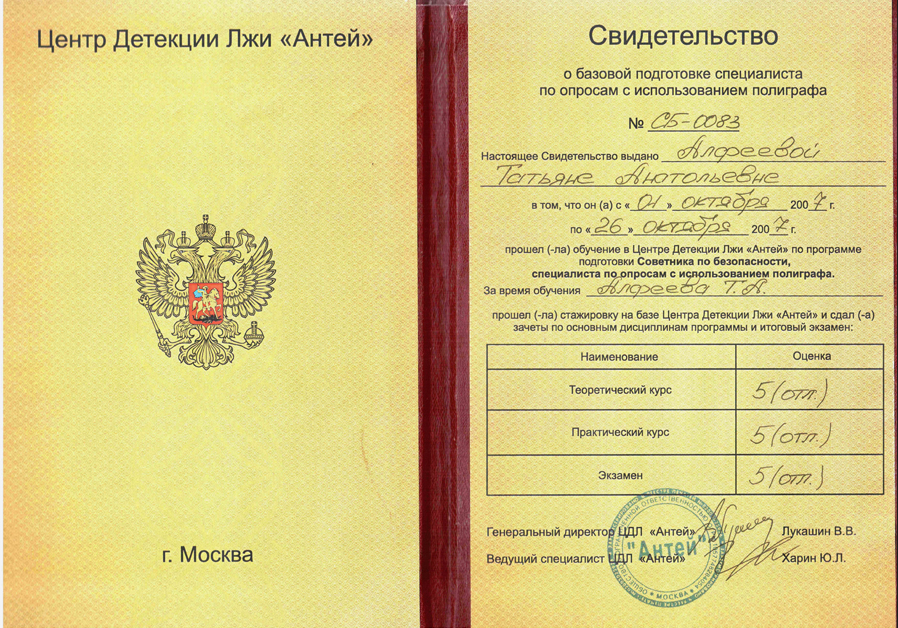 Центр Детекции Лжи «Антей»
г. Москва
Свидетельство
о базовой подготовке специалиста
по опросам с использованием полиграфа
№ СБ-0083
Настоящее Свидетельство выдано Алфеевой
Татьяне Анатольевне
в том, что он (а) с « 01 » октября 2007 г.
по « 26 » октября 2007 г.
прошел (-ла) обучение в Центре Детекции Лжи «Антей» по программе
подготовки Советника по безопасности,
специалиста по опросам с использованием полиграфа.
За время обучения Алфеева Т.А.
прошел (-ла) стажировку на базе Центра Детекции Лжи «Антей» и сдал (-а)
зачеты по основным дисциплинам программы и итоговый экзамен:
Наименование Оценка
Теоретический курс 5 (отл.)
Практический курс 5 (отл.)
Экзамен 5 (отл.)
Генеральный директор ЦДЛ «Антей» Лукашин В.В.
Ведущий специалист ЦДЛ «Антей» Харин Ю.Л.
"Антей"
МОСКВА